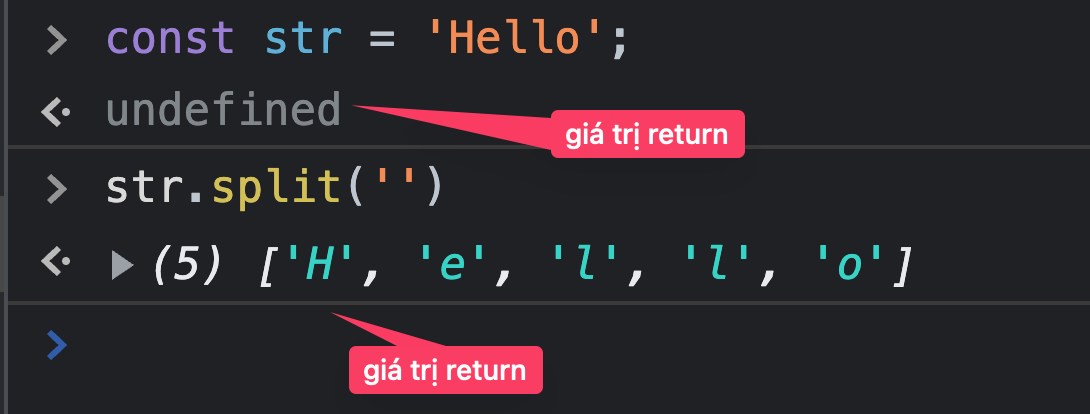 const str = 'Hello';
undefined
giá trị return
str.split('')
(5) ['H', 'e', 'l', 'l', 'o']
giá trị return